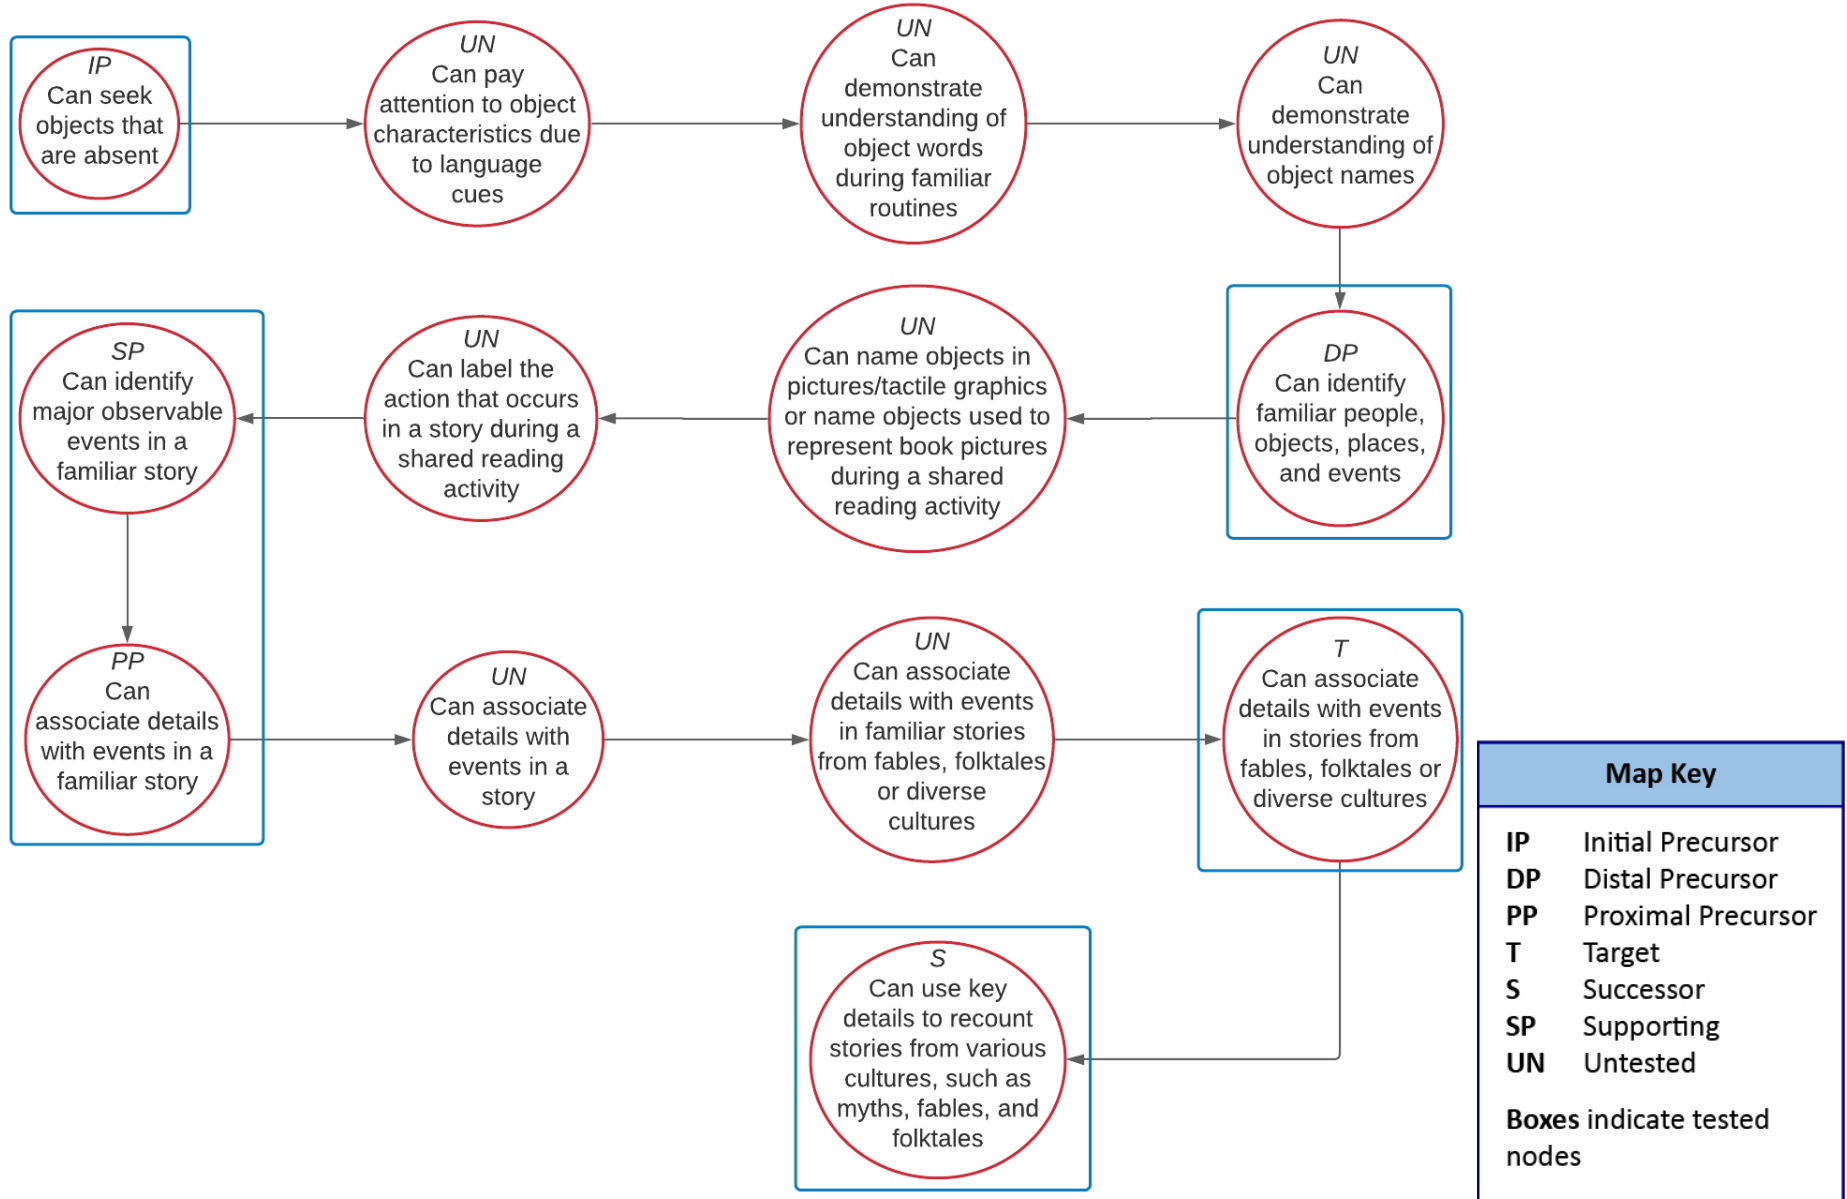 IP
Can seek
objects that
are absent
UN
Can pay
attention to object
characteristics due
to language
cues
UN
Can
demonstrate
understanding of
object words
during familiar
routines
UN
Can
demonstrate
understanding of
object names
DP
Can identify
familiar people,
objects, places,
and events
UN
Can name objects in
pictures/tactile graphics
or name objects used to
represent book pictures
during a shared
reading activity
UN
Can label the
action that occurs
in a story during a
shared reading
activity
SP
Can identify
major observable
events in a
familiar story
PP
Can
associate details
with events in a
familiar story
UN
Can associate
details with
events in a
story
UN
Can associate
details with events
in familiar stories
from fables, folktales
or diverse
cultures
T
Can associate
details with events
in stories from
fables, folktales or
diverse cultures
S
Can use key
details to recount
stories from various
cultures, such as
myths, fables, and
folktales
Map Key
IP Initial Precursor
DP Distal Precursor
PP Proximal Precursor
T Target
S Successor
SP Supporting
UN Untested
Boxes indicate tested
nodes